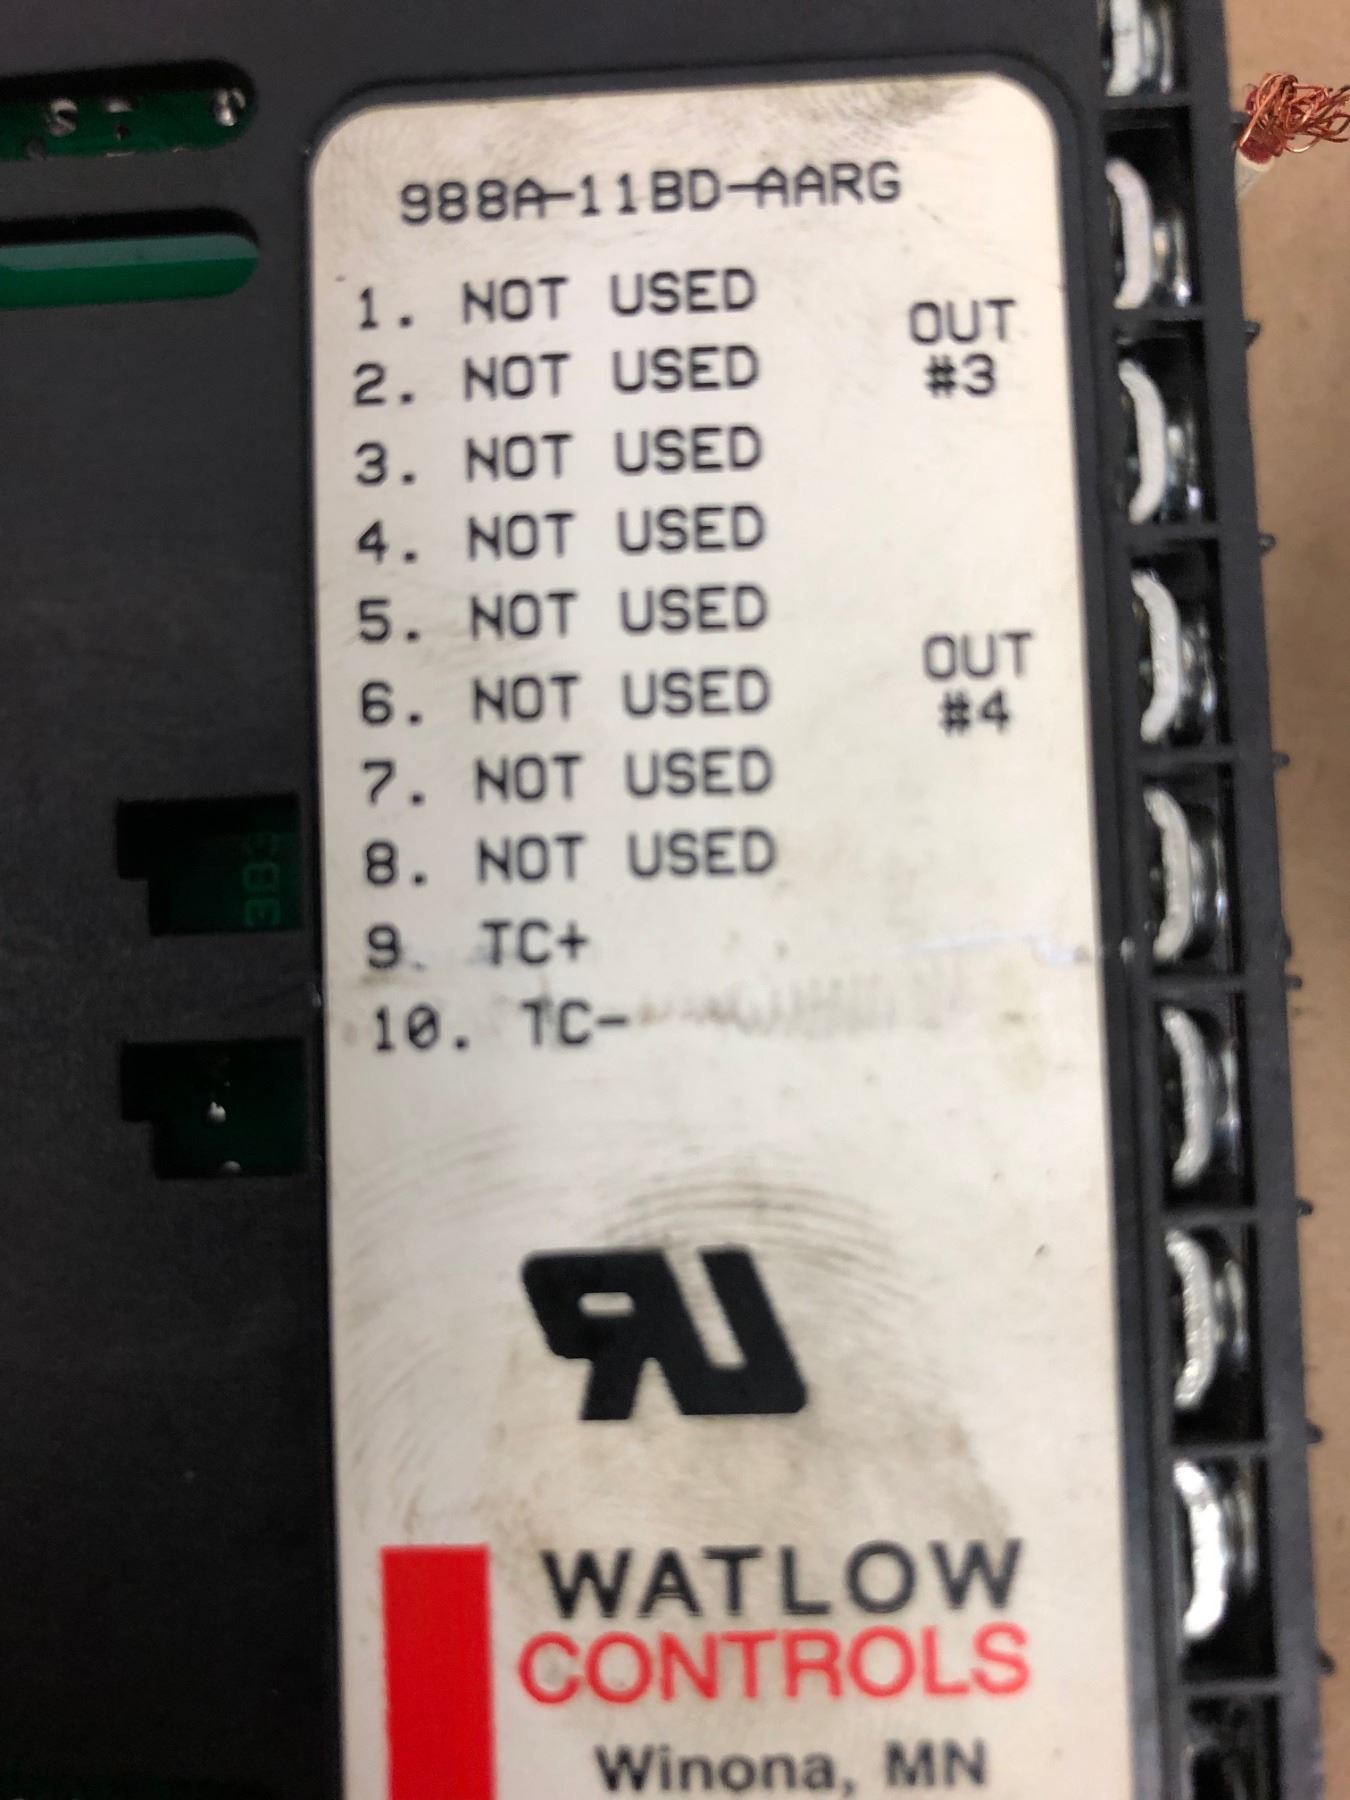 988A-11BD-AARG
1. NOT USED
2. NOT USED
OUT
#3
3. NOT USED
4. NOT USED
5. NOT USED
6. NOT USED
OUT
#4
7. NOT USED
8. NOT USED
9. TC+
10. TC-
WATLOW
CONTROLS
Winona, MN